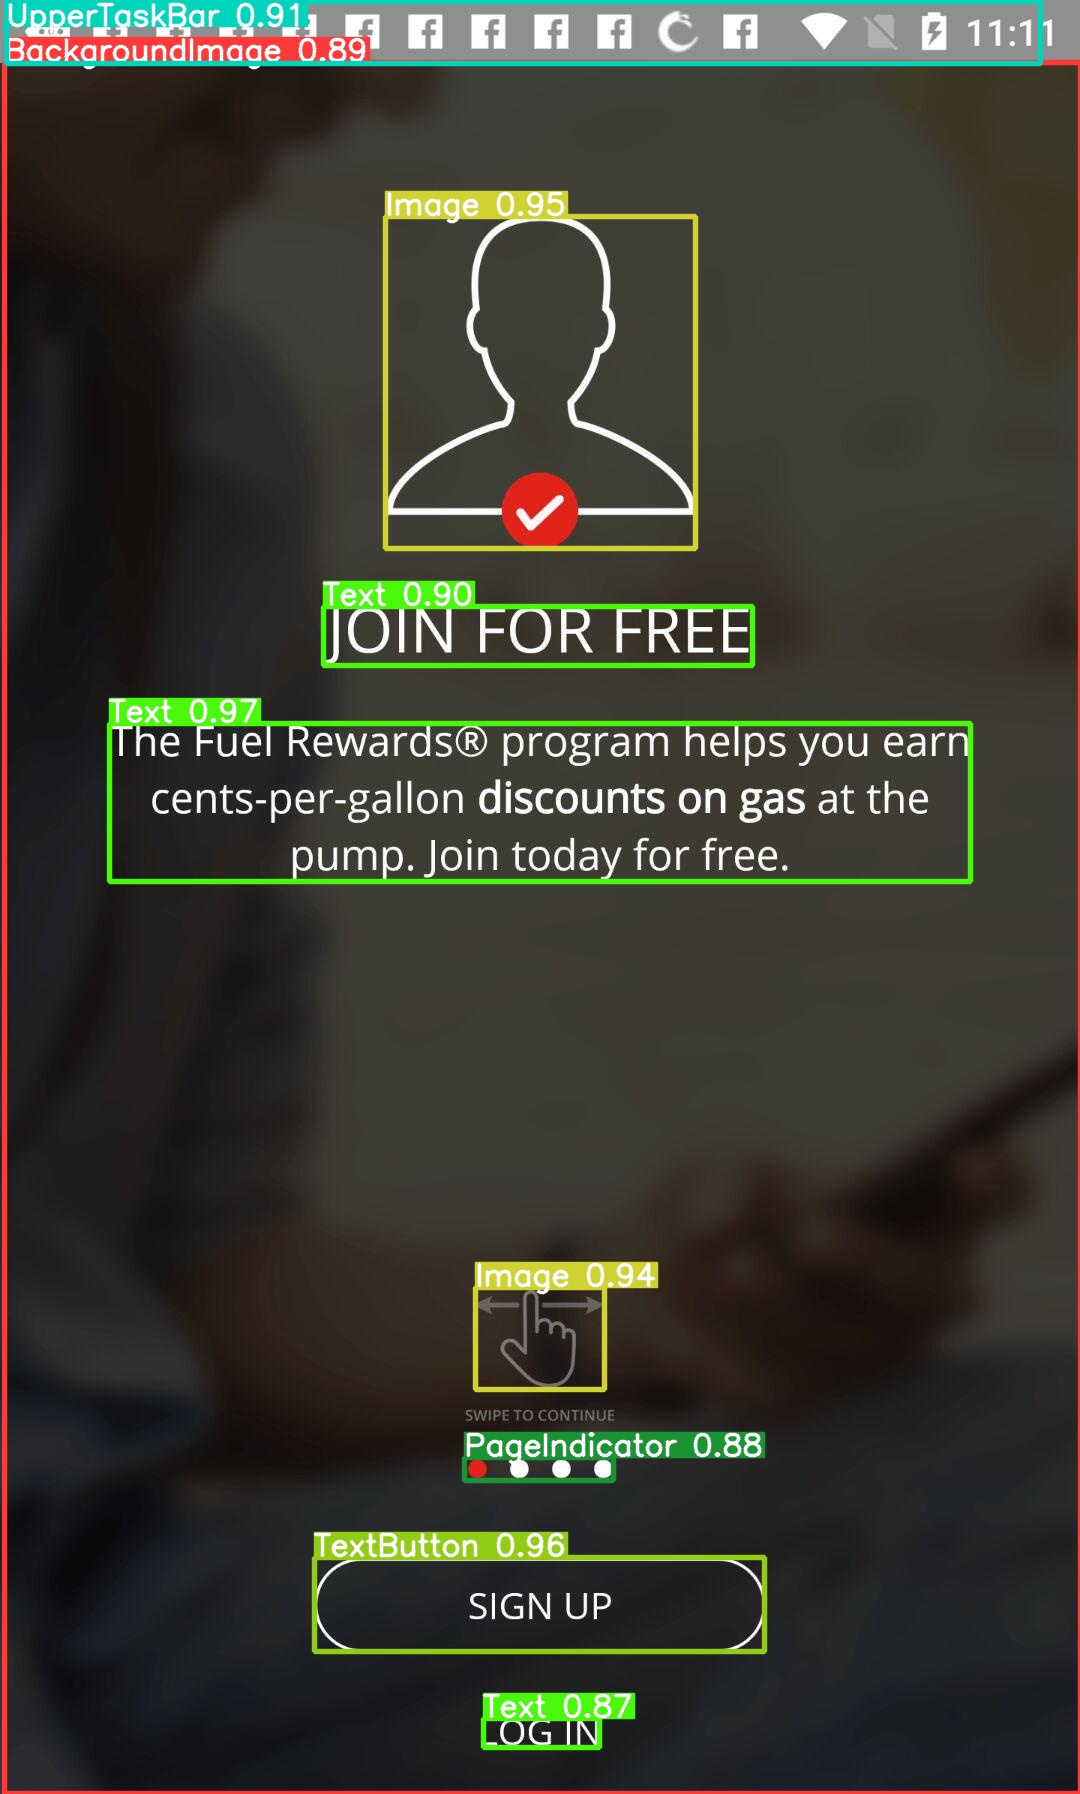 UpperTaskBar 0.91
11:11
BackgroundImage 0.89
Image 0.95
Text 0.90
JOIN FOR FREE
Text 0.97
The Fuel Rewards® program helps you earn
cents-per-gallon discounts on gas at the
pump. Join today for free.
Image 0.94
SWIPE TO CONTINUE
PageIndicator 0.88
TextButton 0.96
SIGN UP
Text 0.87
LOG IN